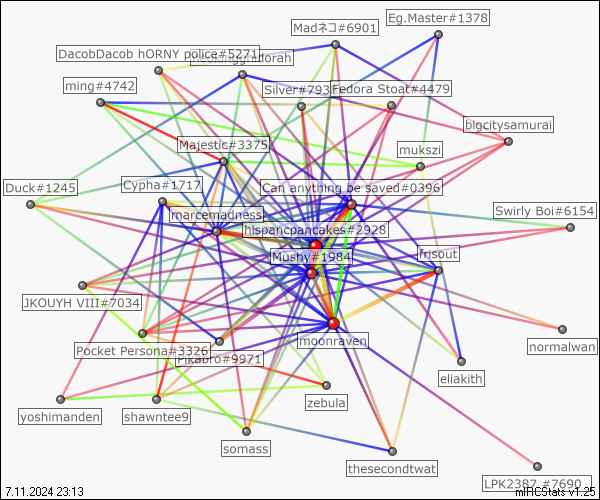 Eg.Master#1378
Madネコ#6901
DacobDacob hORNY police#5271
ming#4742
Silver#793
Fedora Stoat#4479
bigcitysamurai
Majestic#3375
mukszi
Duck#1245
Cypha#1717
Can anything be saved#0396
marcemadness
Swirly Boi#6154
hispancpancakes#2928
Mushy#1984
frisout
JKOUYH VIII#7034
moonraven
normalwan
Pocket Persona#3326
Pikabro#9971
eliakith
yoshimanden
shawntee9
zebula
somass
thesecondtwat
LPK2387 #7690
7.11.2024 23:13
mIRCStats v1.25